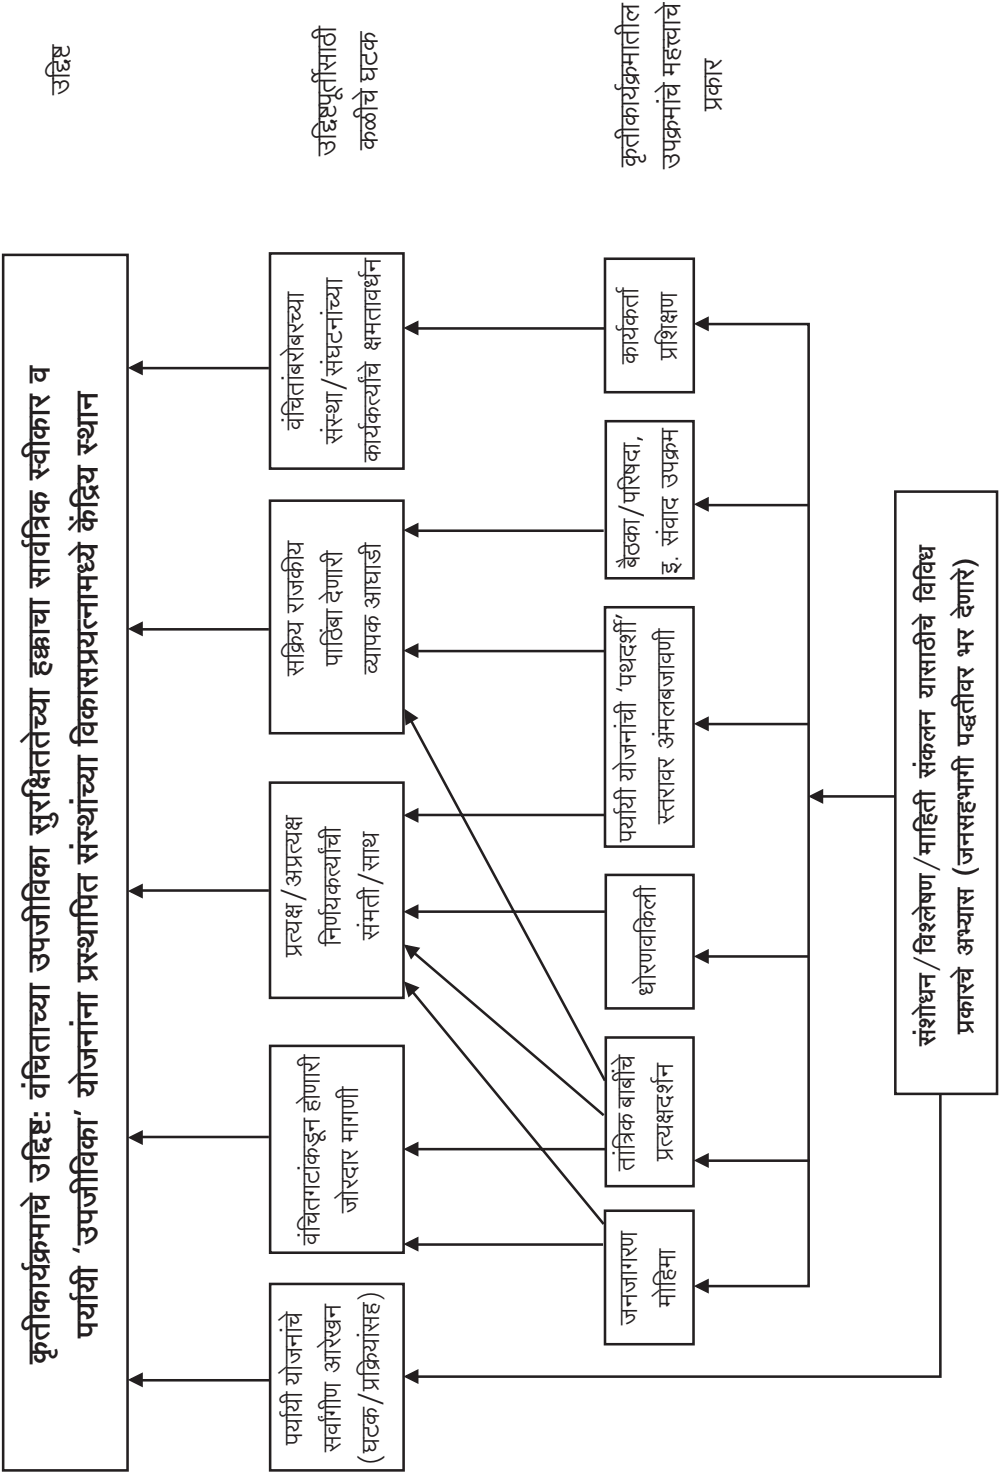 उद्दिष्ट
कृतीकार्यक्रमाचे उद्दिष्टः वंचिताच्या उपजीविका सुरक्षिततेच्या हक्काचा सार्वत्रिक स्वीकार व
पर्यायी ‘उपजीविका’ योजनांना प्रस्थापित संस्थांच्या विकासप्रयत्नामध्ये केंद्रिय स्थान
उद्दिष्टपूर्तीसाठी
कळीचे घटक
पर्यायी योजनांचे
सर्वांगीण आरेखन
(घटक/प्रक्रियांसह)
वंचितगटांकडून होणारी
जोरदार मागणी
प्रत्यक्ष/अप्रत्यक्ष
निर्णयकर्त्यांची
संमती/साथ
सक्रिय राजकीय
पाठिंबा देणारी
व्यापक आघाडी
वंचितांबरोबरच्या
संस्था/संघटनांच्या
कार्यकर्त्यांचे क्षमतावर्धन
कृतीकार्यक्रमातील
उपक्रमांचे महत्त्वाचे
प्रकार
जनजागरण
मोहिमा
तांत्रिक बाबींचे
प्रत्यक्षदर्शन
धोरणवकिली
पर्यायी योजनांची ‘पथदर्शी’
स्तरावर अंमलबजावणी
बैठका/परिषदा,
इ. संवाद उपक्रम
कार्यकर्ता
प्रशिक्षण
संशोधन/विश्लेषण/माहिती संकलन यासाठीचे विविध
प्रकारचे अभ्यास (जनसहभागी पद्धतीवर भर देणारे)